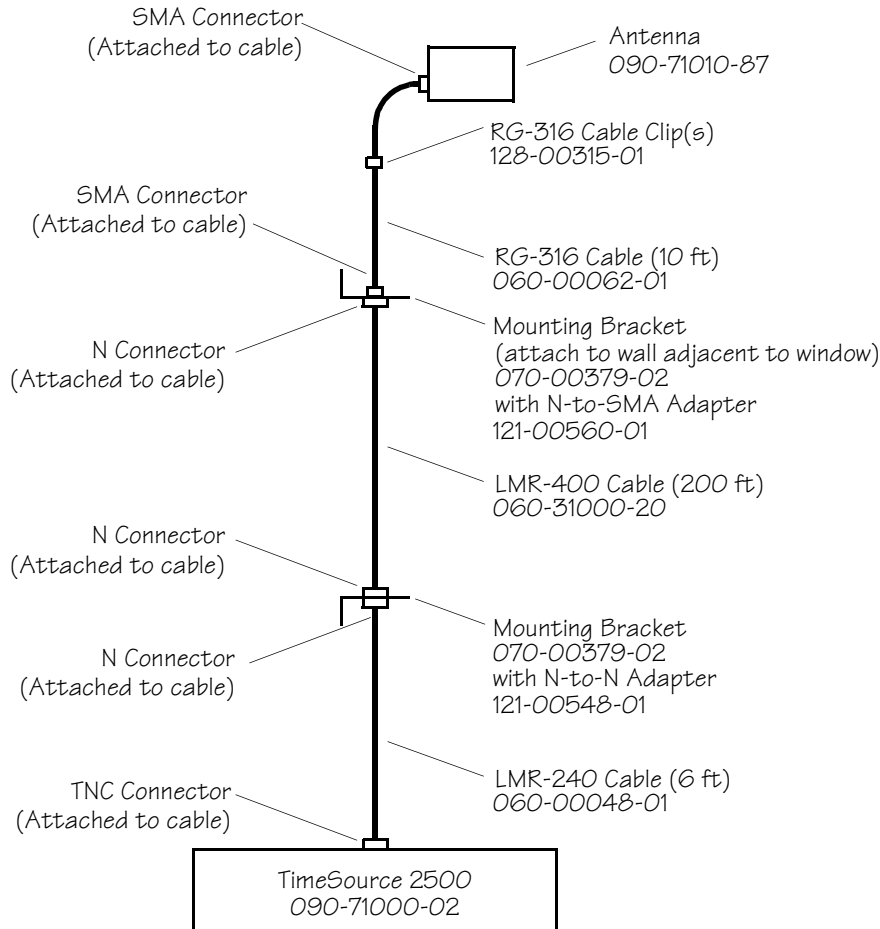 SMA Connector
(Attached to cable)
Antenna
090-71010-87
RG-316 Cable Clip(s)
128-00315-01
SMA Connector
(Attached to cable)
RG-316 Cable (10 ft)
060-00062-01
N Connector
(Attached to cable)
Mounting Bracket
(attach to wall adjacent to window)
070-00379-02
with N-to-SMA Adapter
121-00560-01
LMR-400 Cable (200 ft)
060-31000-20
N Connector
(Attached to cable)
N Connector
(Attached to cable)
Mounting Bracket
070-00379-02
with N-to-N Adapter
121-00548-01
LMR-240 Cable (6 ft)
060-00048-01
TNC Connector
(Attached to cable)
TimeSource 2500
090-71000-02